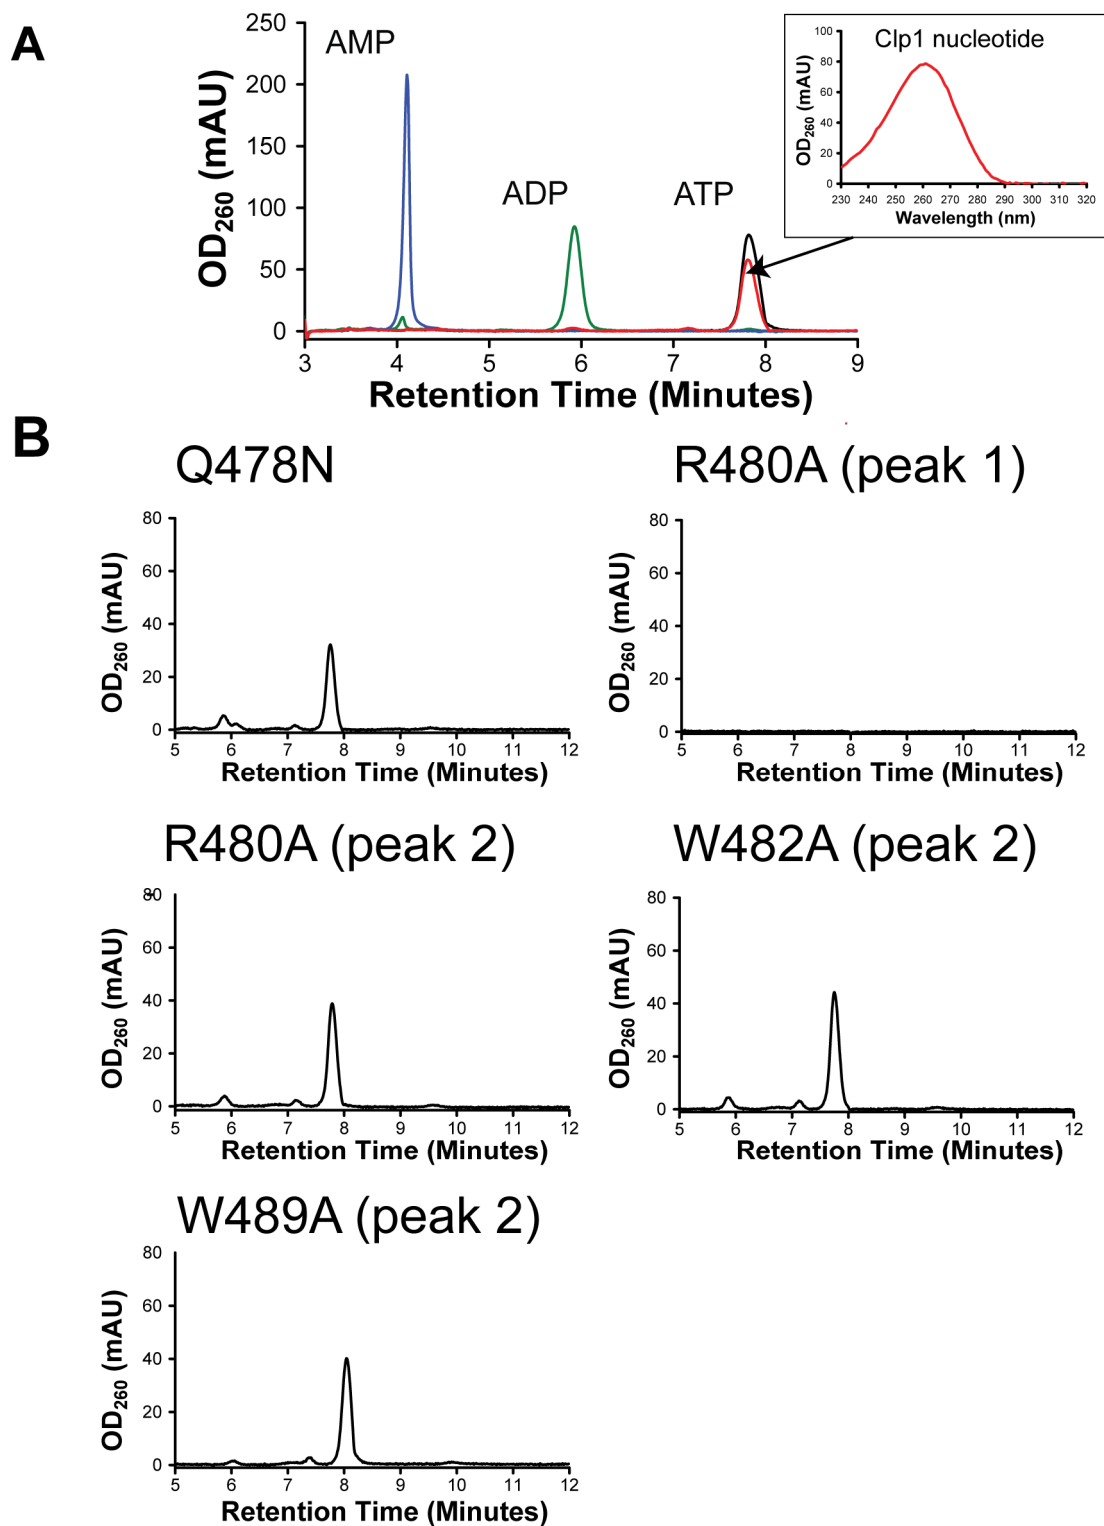 A
OD260 (mAU)
250
200
150
100
50
0
AMP
ADP
ATP
3 4 5 6 7 8 9
Retention Time (Minutes)
Clp1 nucleotide
OD260 (mAU)
100
80
60
40
20
0
230 240 250 260 270 280 290 300 310 320
Wavelength (nm)
B
Q478N
OD260 (mAU)
80
60
40
20
0
5 6 7 8 9 10 11 12
Retention Time (Minutes)
R480A (peak 1)
OD260 (mAU)
80
60
40
20
0
5 6 7 8 9 10 11 12
Retention Time (Minutes)
R480A (peak 2)
OD260 (mAU)
80
60
40
20
0
5 6 7 8 9 10 11 12
Retention Time (Minutes)
W482A (peak 2)
OD260 (mAU)
80
60
40
20
0
5 6 7 8 9 10 11 12
Retention Time (Minutes)
W489A (peak 2)
OD260 (mAU)
80
60
40
20
0
5 6 7 8 9 10 11 12
Retention Time (Minutes)